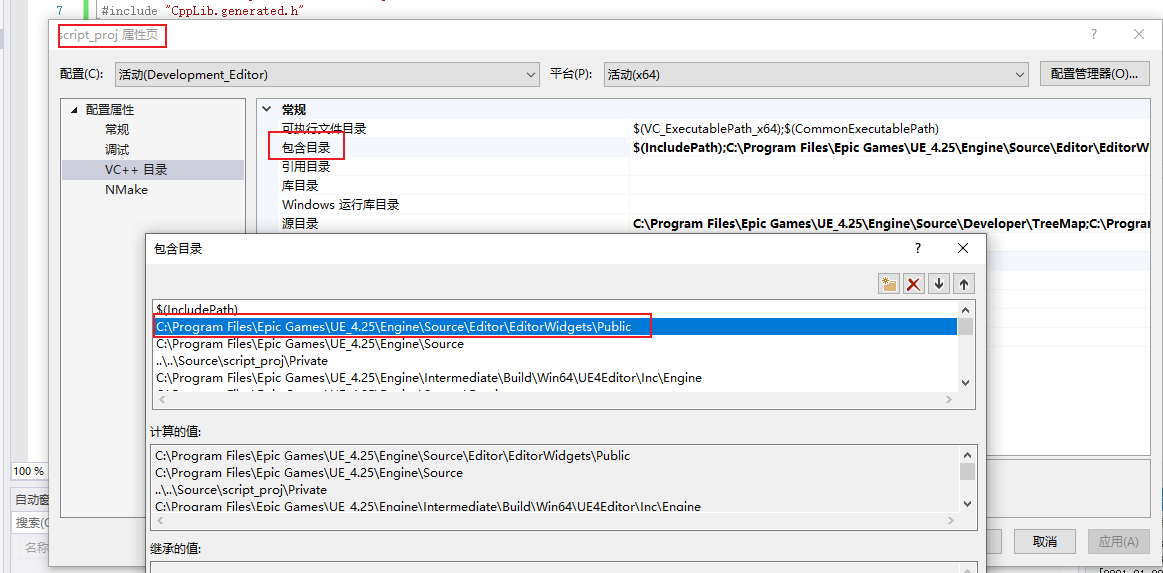 7 #include "CppLib.generated.h"
script_proj 属性页
配置(C): 活动(Development_Editor) 平台(P): 活动(x64) 配置管理器(O)...
配置属性
常规
调试
VC++ 目录
NMake
常规
可执行文件目录 $(VC_ExecutablePath_x64);$(CommonExecutablePath)
包含目录 $(IncludePath);C:\Program Files\Epic Games\UE_4.25\Engine\Source\Editor\EditorW
引用目录
库目录
Windows 运行库目录
源目录 C:\Program Files\Epic Games\UE_4.25\Engine\Source\Developer\TreeMap;C:\Progran
包含目录
$(IncludePath)
C:\Program Files\Epic Games\UE_4.25\Engine\Source\Editor\EditorWidgets\Public
C:\Program Files\Epic Games\UE_4.25\Engine\Source
..\..\Source\script_proj\Private
C:\Program Files\Epic Games\UE_4.25\Engine\Intermediate\Build\Win64\UE4Editor\Inc\Engine
计算的值:
C:\Program Files\Epic Games\UE_4.25\Engine\Source\Editor\EditorWidgets\Public
C:\Program Files\Epic Games\UE_4.25\Engine\Source
..\..\Source\script_proj\Private
C:\Program Files\Epic Games\UE_4.25\Engine\Intermediate\Build\Win64\UE4Editor\Inc\Engine
继承的值:
100 %
自动窗
搜索(C
名称
取消
应用(A)